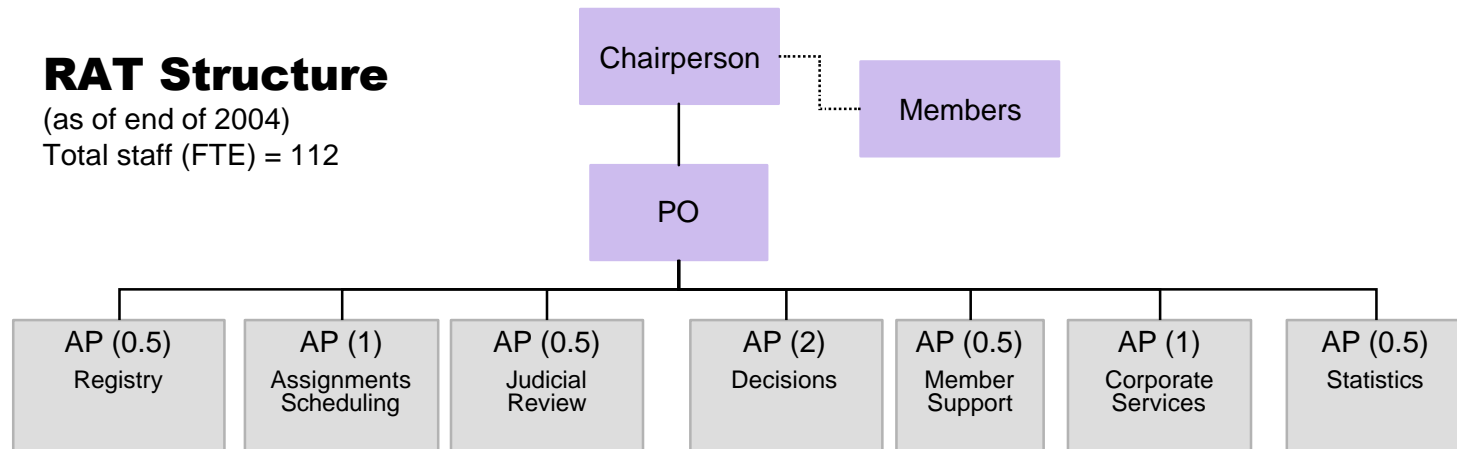 RAT Structure
(as of end of 2004)
Total staff (FTE) = 112
Chairperson
Members
PO
AP (0.5)
Registry
AP (1)
Assignments
Scheduling
AP (0.5)
Judicial
Review
AP (2)
Decisions
AP (0.5)
Member
Support
AP (1)
Corporate
Services
AP (0.5)
Statistics